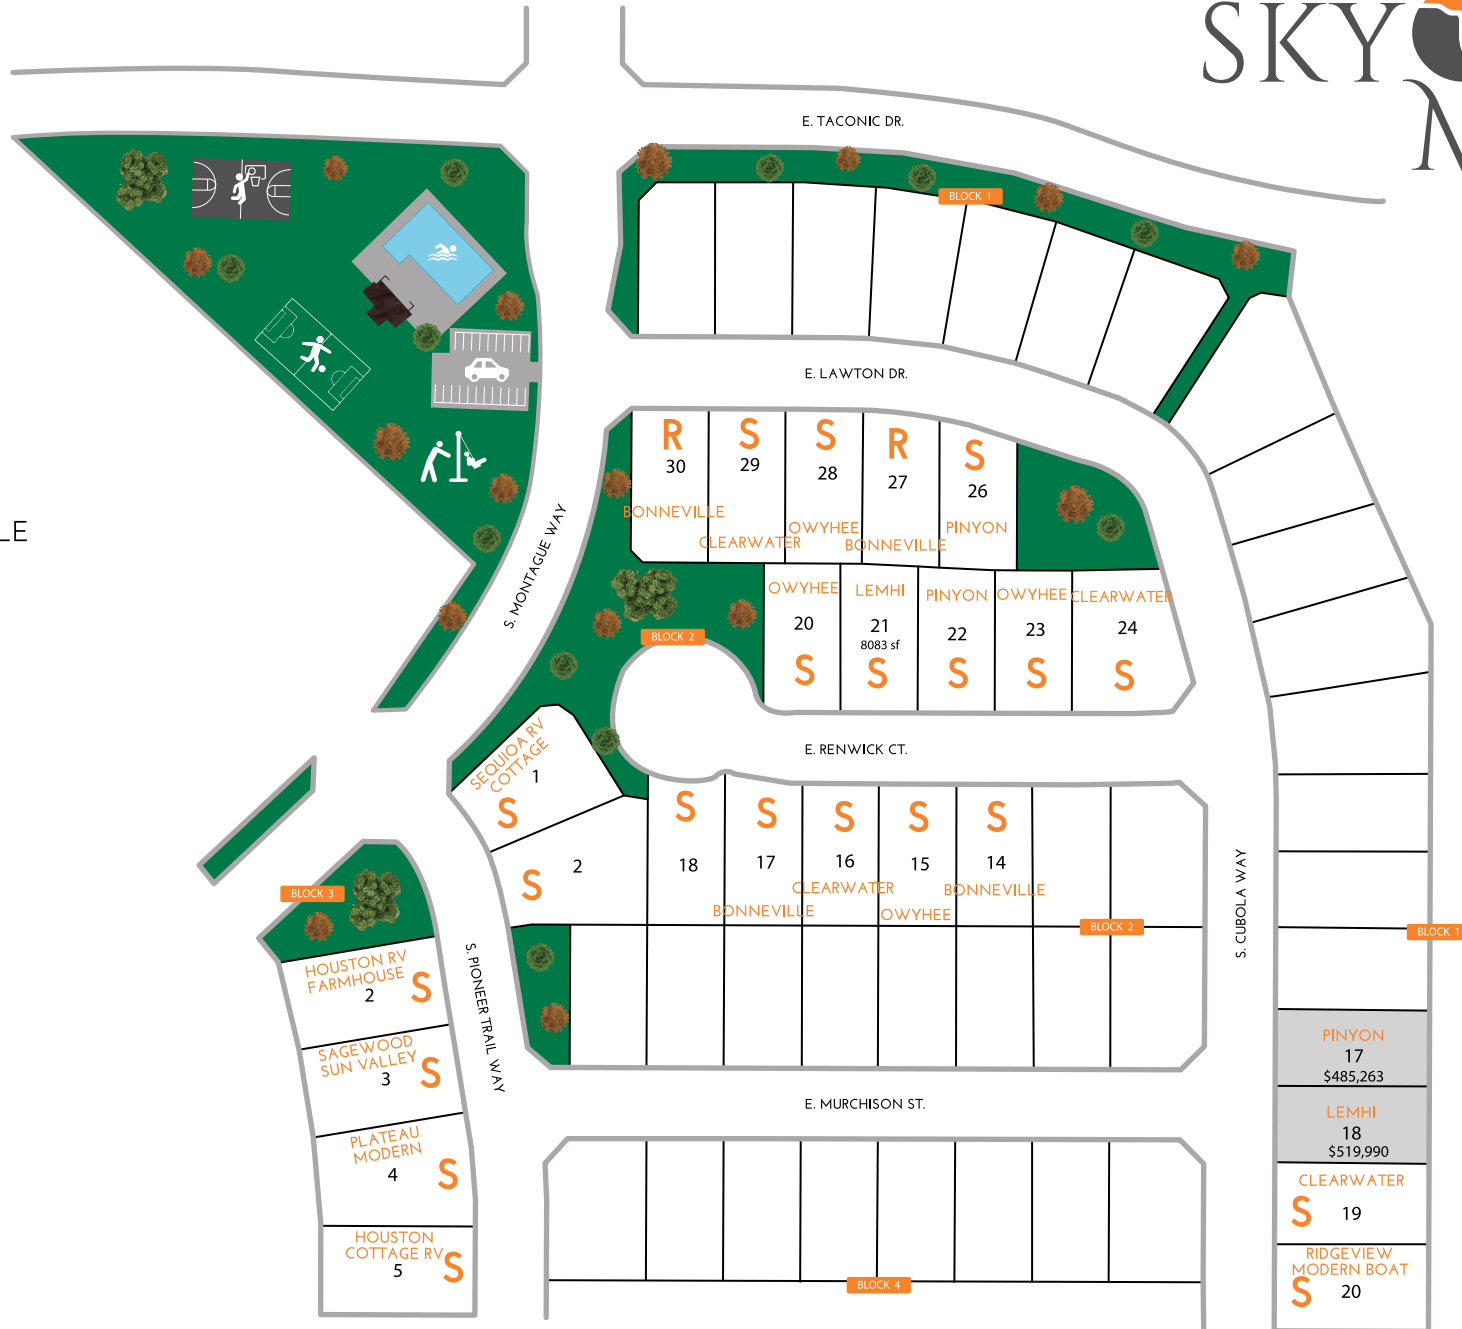 SKY
M
E. TACONIC DR.
BLOCK 1
E. LAWTON DR.
R
30
BONNEVILLE
S
29
CLEARWATER
S
28
OWYHEE
R
27
BONNEVILLE
S
26
PINYON
LE
S. MONTAGUE WAY
OWYHEE
20
S
LEMHI
21
8083 sf
S
PINYON
22
S
OWYHEE
23
S
CLEARWATER
24
S
BLOCK 2
E. RENWICK CT.
SEQUIOA RV
COTTAGE
1
S
2
S
S
18
S
17
BONNEVILLE
S
16
CLEARWATER
S
15
OWYHEE
S
14
BONNEVILLE
BLOCK 2
S. CUBOLA WAY
BLOCK 1
BLOCK 3
HOUSTON RV
FARMHOUSE
2
S
SAGEWOOD
SUN VALLEY
3
S
PLATEAU
MODERN
4
S
HOUSTON
COTTAGE RV
5
S
S. PIONEER TRAIL WAY
E. MURCHISON ST.
BLOCK 4
PINYON
17
$485,263
LEMHI
18
$519,990
CLEARWATER
S
19
RIDGEVIEW
MODERN BOAT
S
20